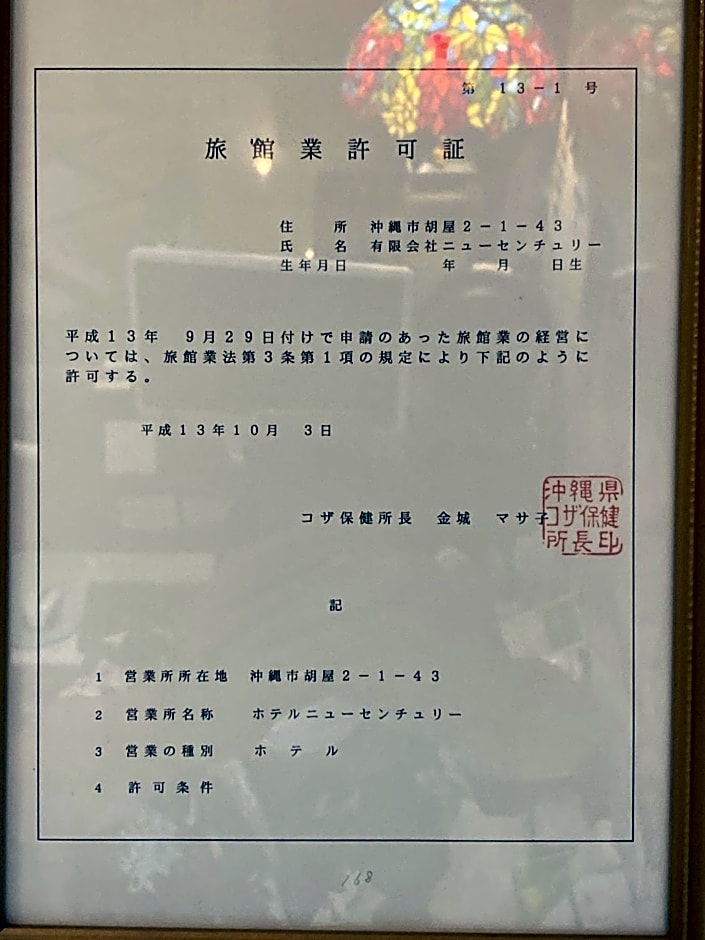 第 13-1 号
旅館業許可証
住所 沖縄市胡屋2-1-43
氏名 有限会社ニューセンチュリー
生年月日 年 月 日生
平成13年 9月29日付けで申請のあった旅館業の経営に
ついては、旅館業法第3条第1項の規定により下記のように
許可する。
平成13年10月 3日
コザ保健所長 金城 マサ子
沖縄県
コザ保健
所長印
記
1 営業所所在地 沖縄市胡屋2-1-43
2 営業所名称 ホテルニューセンチュリー
3 営業の種別 ホテル
4 許可条件
168